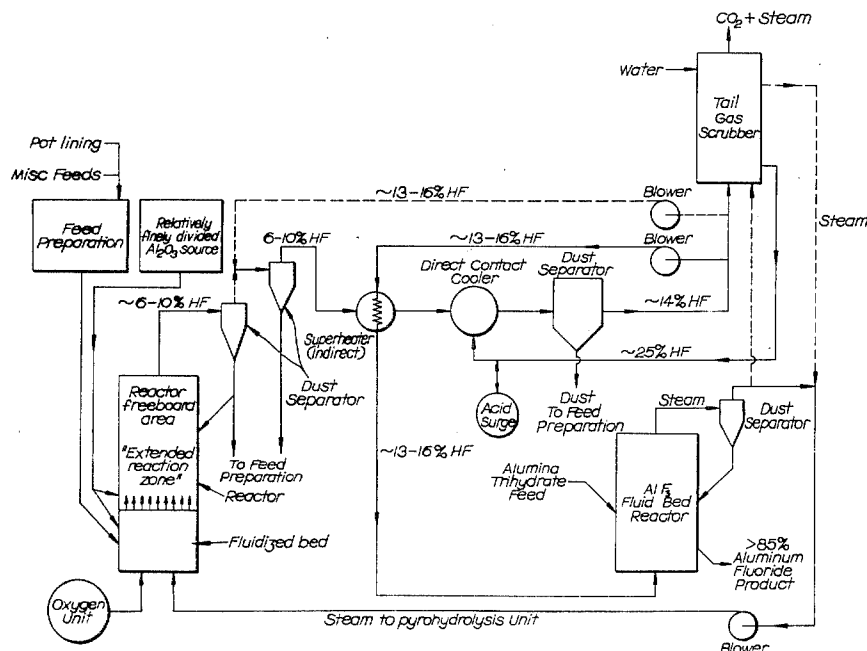 CO₂ + Steam
Water
Tail
Gas
Scrubber
Pot lining
Misc Feeds
Feed
Preparation
Relatively
finely divided
Al₂O₃ source
~13-16% HF
Blower
Steam
6-10% HF
~13-16% HF
Blower
Direct Contact
Cooler
Dust
Separator
~6-10% HF
~14% HF
Superheater
(indirect)
~25% HF
Dust
Separator
Reactor
freeboard
area
"Extended
reaction
zone"
Acid
Surge
Dust
To Feed
Preparation
Steam
Dust
Separator
~13-16% HF
To Feed
Preparation
Reactor
Alumina
Trihydrate
Feed
AlF₃
Fluid Bed
Reactor
Fluidized bed
>85%
Aluminum
Fluoride
Product
Oxygen
Unit
Steam to pyrohydrolysis Unit
Blower